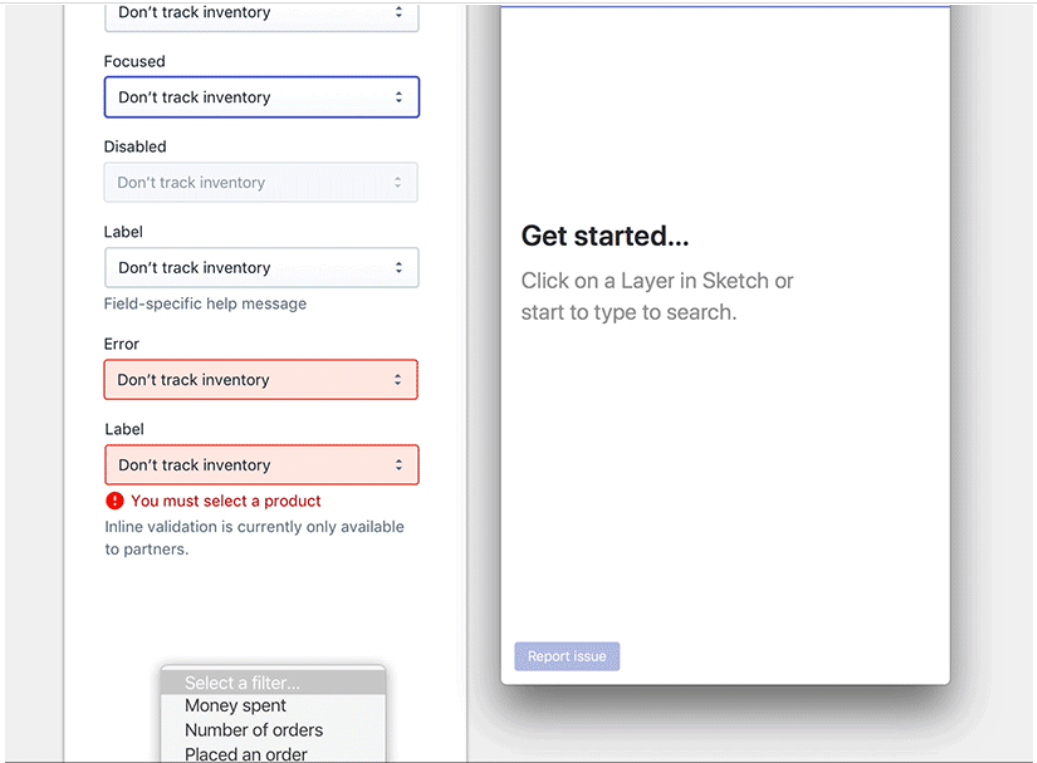 Don't track inventory
Focused
Don't track inventory
Disabled
Don't track inventory
Label
Don't track inventory
Field-specific help message
Error
Don't track inventory
Label
Don't track inventory
You must select a product
Inline validation is currently only available
to partners.
Select a filter...
Money spent
Number of orders
Placed an order
Get started...
Click on a Layer in Sketch or
start to type to search.
Report issue